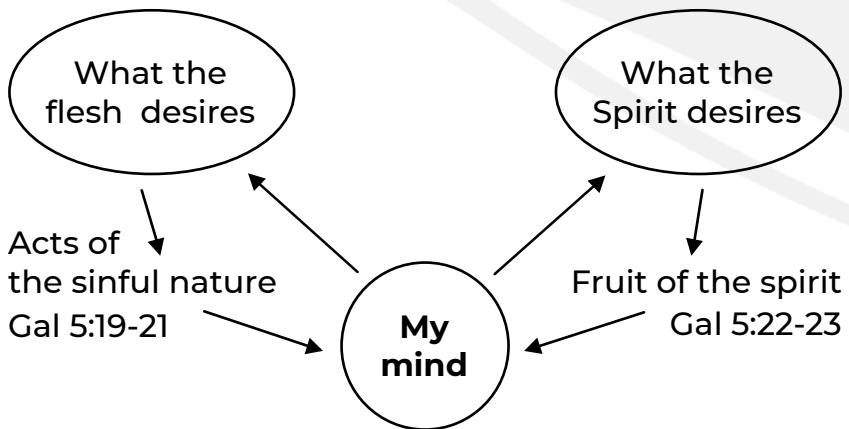 What the
flesh desires
What the
Spirit desires
Acts of
the sinful nature
Gal 5:19-21
My
mind
Fruit of the spirit
Gal 5:22-23